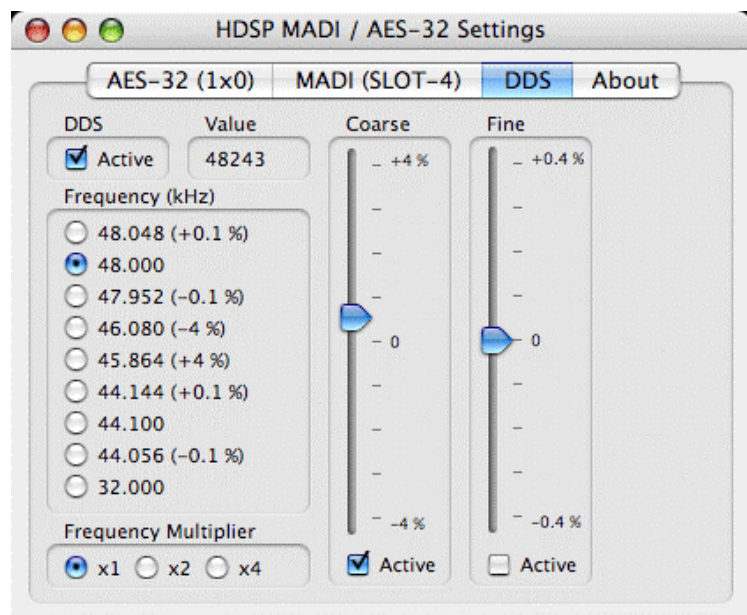 HDSP MADI / AES-32 Settings
AES-32 (1x0) MADI (SLOT-4) DDS About
DDS Value Coarse Fine
Active 48243
+4 % +0.4 %
Frequency (kHz)
48.048 (+0.1 %)
48.000
47.952 (-0.1 %)
46.080 (-4 %)
45.864 (+4 %)
44.144 (+0.1 %)
44.100
44.056 (-0.1 %)
32.000
0 0
-4 % -0.4 %
Frequency Multiplier
x1 x2 x4
Active Active